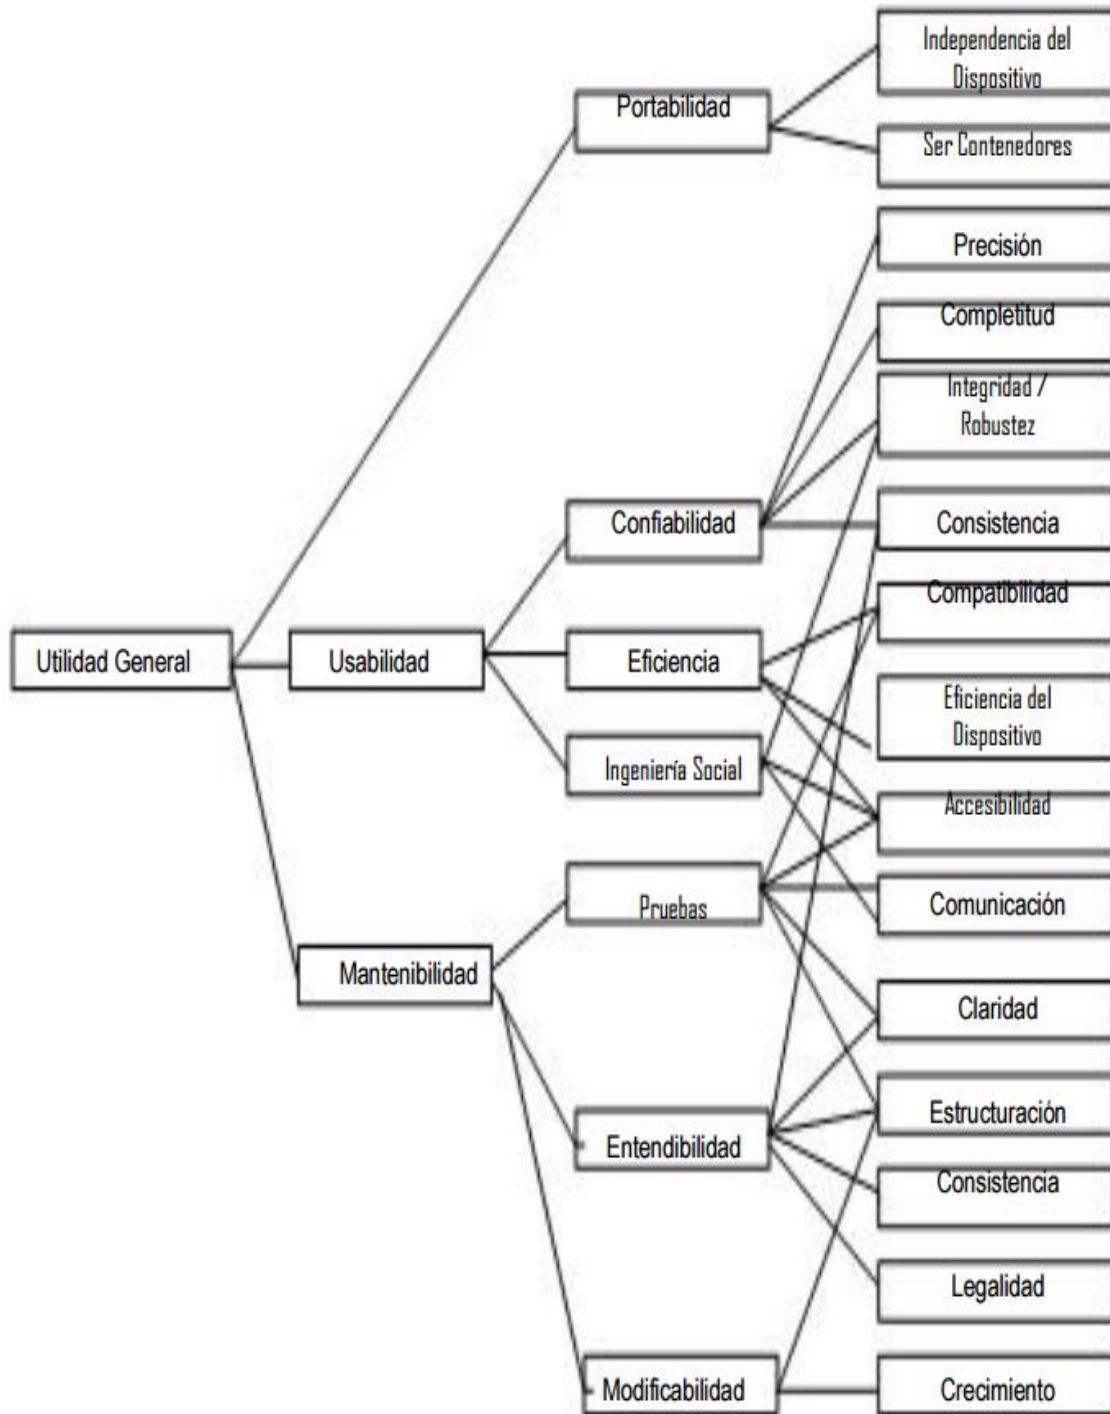 Independencia del
Dispositivo
Portabilidad
Ser Contenedores
Precisión
Completitud
Integridad /
Robustez
Confiabilidad
Consistencia
Compatibilidad
Utilidad General
Usabilidad
Eficiencia
Eficiencia del
Dispositivo
Ingeniería Social
Accesibilidad
Pruebas
Comunicación
Mantenibilidad
Claridad
Estructuración
Entendibilidad
Consistencia
Legalidad
Modificabilidad
Crecimiento